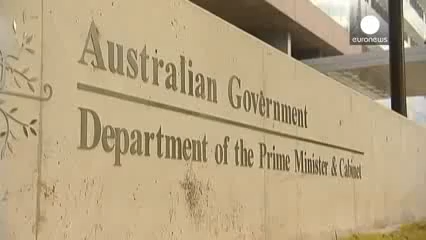 euronews
Australian Government
Department of the Prime Minister & Cabinet